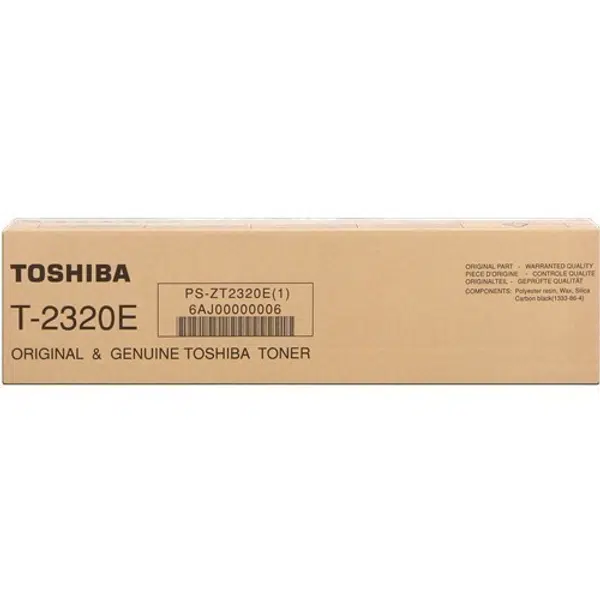 TOSHIBA
T-2320E
ORIGINAL & GENUINE TOSHIBA TONER
PS-ZT2320E(1)
6AJ00000006
ORIGINAL PART - WARRANTED QUALITY
PIECE D'ORIGINE - CONTROLE QUALITE
ORIGINALTEIL - GEPRÜFTE QUALITÄT
COMPONENTS: Polyester resin, Wax, Silica
Carbon black(1333-86-4)